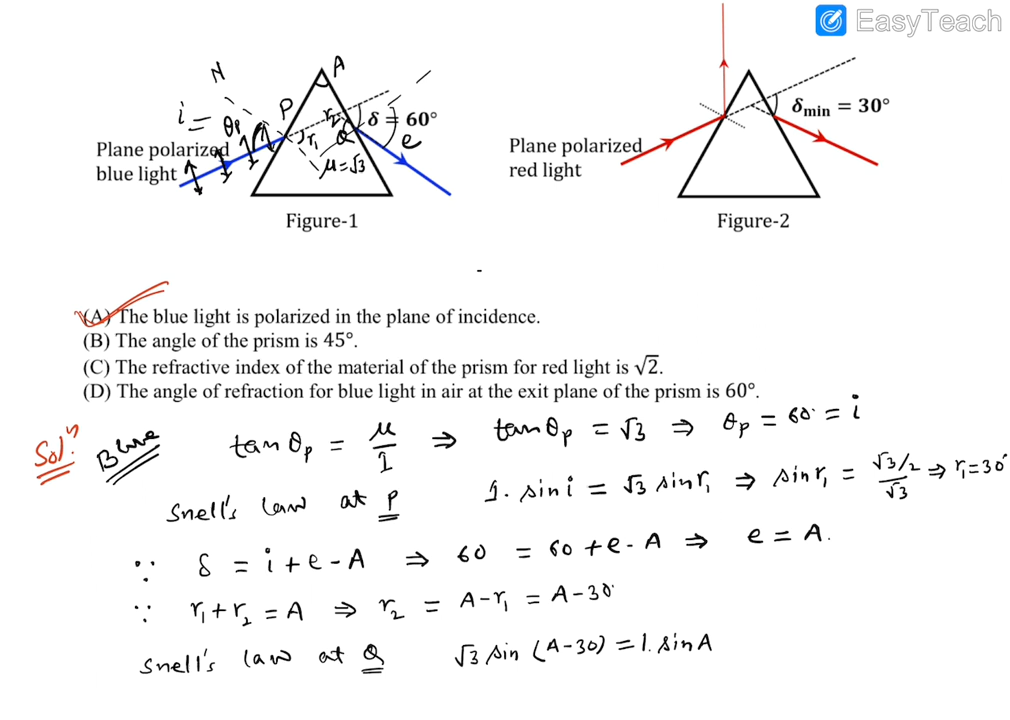 EasyTeach
N
A
i =
θp
P
r₂
δ = 60°
r₁
Q
e
Plane polarized
blue light
μ=√3
Figure-1
δmin = 30°
Plane polarized
red light
Figure-2
(A) The blue light is polarized in the plane of incidence.
(B) The angle of the prism is 45°.
(C) The refractive index of the material of the prism for red light is √2.
(D) The angle of refraction for blue light in air at the exit plane of the prism is 60°.
Solⁿ: Blue tan θp = μ/1 ⇒ tan θp = √3 ⇒ θp = 60° = i
Snell's law at P 1. sin i = √3 sin r₁ ⇒ sin r₁ = (√3/2)/√3 ⇒ r₁=30°
∵ δ = i + e - A ⇒ 60 = 60 + e - A ⇒ e = A.
∵ r₁ + r₂ = A ⇒ r₂ = A - r₁ = A - 30°
Snell's law at Q √3 sin (A-30) = 1. sin A